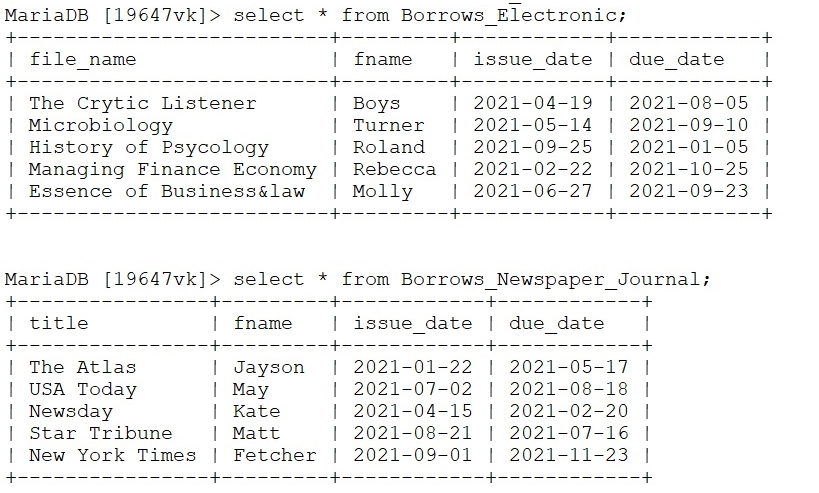 MariaDB [19647vk]> select * from Borrows_Electronic;
+---------------------------+---------+------------+------------+
| file_name                 | fname   | issue_date | due_date   |
+---------------------------+---------+------------+------------+
| The Crytic Listener       | Boys    | 2021-04-19 | 2021-08-05 |
| Microbiology              | Turner  | 2021-05-14 | 2021-09-10 |
| History of Psycology      | Roland  | 2021-09-25 | 2021-01-05 |
| Managing Finance Economy  | Rebecca | 2021-02-22 | 2021-10-25 |
| Essence of Business&law   | Molly   | 2021-06-27 | 2021-09-23 |
+---------------------------+---------+------------+------------+
MariaDB [19647vk]> select * from Borrows_Newspaper_Journal;
+----------------+---------+------------+------------+
| title          | fname   | issue_date | due_date   |
+----------------+---------+------------+------------+
| The Atlas      | Jayson  | 2021-01-22 | 2021-05-17 |
| USA Today      | May     | 2021-07-02 | 2021-08-18 |
| Newsday        | Kate    | 2021-04-15 | 2021-02-20 |
| Star Tribune   | Matt    | 2021-08-21 | 2021-07-16 |
| New York Times | Fetcher | 2021-09-01 | 2021-11-23 |
+----------------+---------+------------+------------+